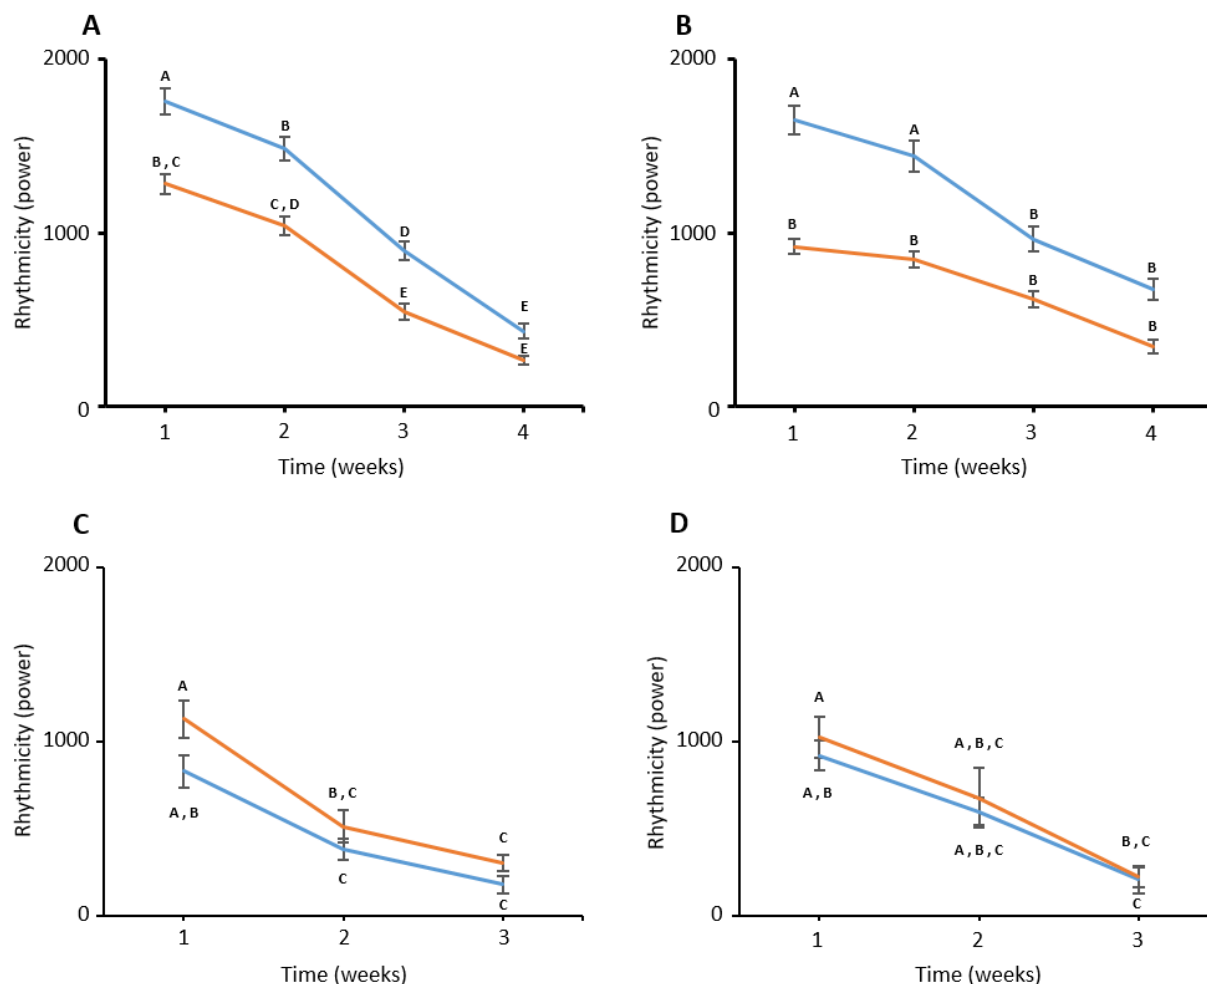 A
2000
1000
0
Rhythmicity (power)
A
B
B,C
C,D
D
E
E
E
1
2
3
4
Time (weeks)
B
2000
1000
0
Rhythmicity (power)
A
A
B
B
B
B
B
B
1
2
3
4
Time (weeks)
C
2000
1000
0
Rhythmicity (power)
A
A,B
B,C
C
C
C
1
2
3
Time (weeks)
D
2000
1000
0
Rhythmicity (power)
A
A,B
A,B,C
A,B,C
B,C
C
1
2
3
Time (weeks)